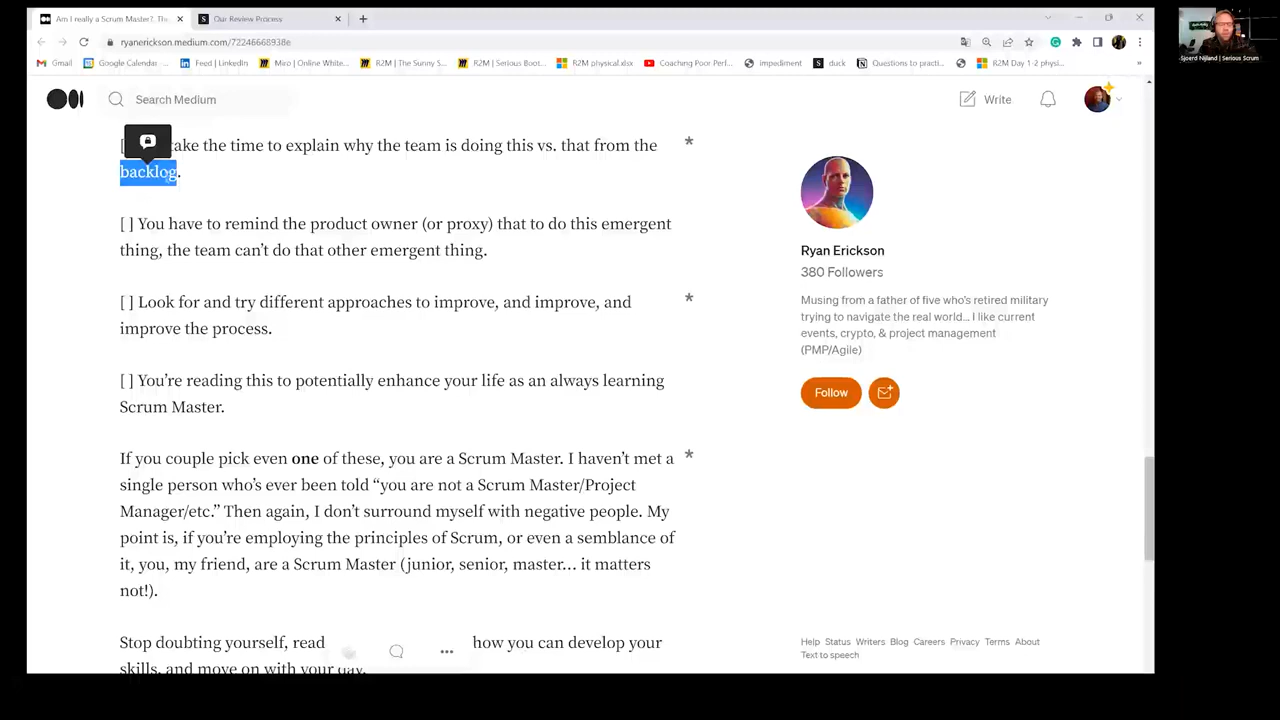 Am I really a Scrum Master? Th
Our Review Process
ryanerickson.medium.com/72246668938e
Gmail
Google Calendar ...
Feed | LinkedIn
Miro | Online White...
R2M | The Sunny S...
R2M | Serious Boot...
R2M physical.xlsx
Coaching Poor Perf...
impediment
duck
Questions to practi...
R2M Day 1-2 physi...
Search Medium
Write
take the time to explain why the team is doing this vs. that from the
backlog.
[ ] You have to remind the product owner (or proxy) that to do this emergent
thing, the team can't do that other emergent thing.
[ ] Look for and try different approaches to improve, and improve, and
improve the process.
[ ] You're reading this to potentially enhance your life as an always learning
Scrum Master.
If you couple pick even one of these, you are a Scrum Master. I haven't met a
single person who's ever been told “you are not a Scrum Master/Project
Manager/etc.” Then again, I don't surround myself with negative people. My
point is, if you're employing the principles of Scrum, or even a semblance of
it, you, my friend, are a Scrum Master (junior, senior, master... it matters
not!).
Stop doubting yourself, read how you can develop your
skills, and move on with your day.
Ryan Erickson
380 Followers
Musing from a father of five who's retired military
trying to navigate the real world... I like current
events, crypto, & project management
(PMP/Agile)
Follow
Help Status Writers Blog Careers Privacy Terms About
Text to speech
Sjoerd Nijland | Serious Scrum